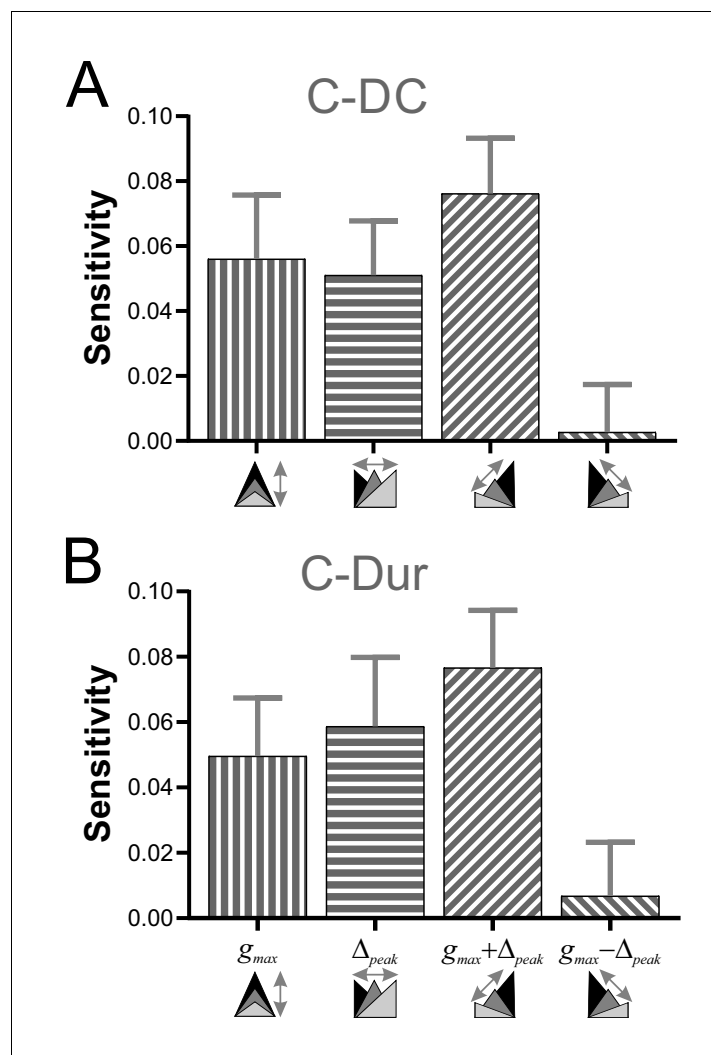 A
C-DC
Sensitivity
0.10
0.08
0.06
0.04
0.02
0.00
B
C-Dur
Sensitivity
0.10
0.08
0.06
0.04
0.02
0.00
g_max Δ_peak g_max+Δ_peak g_max−Δ_peak